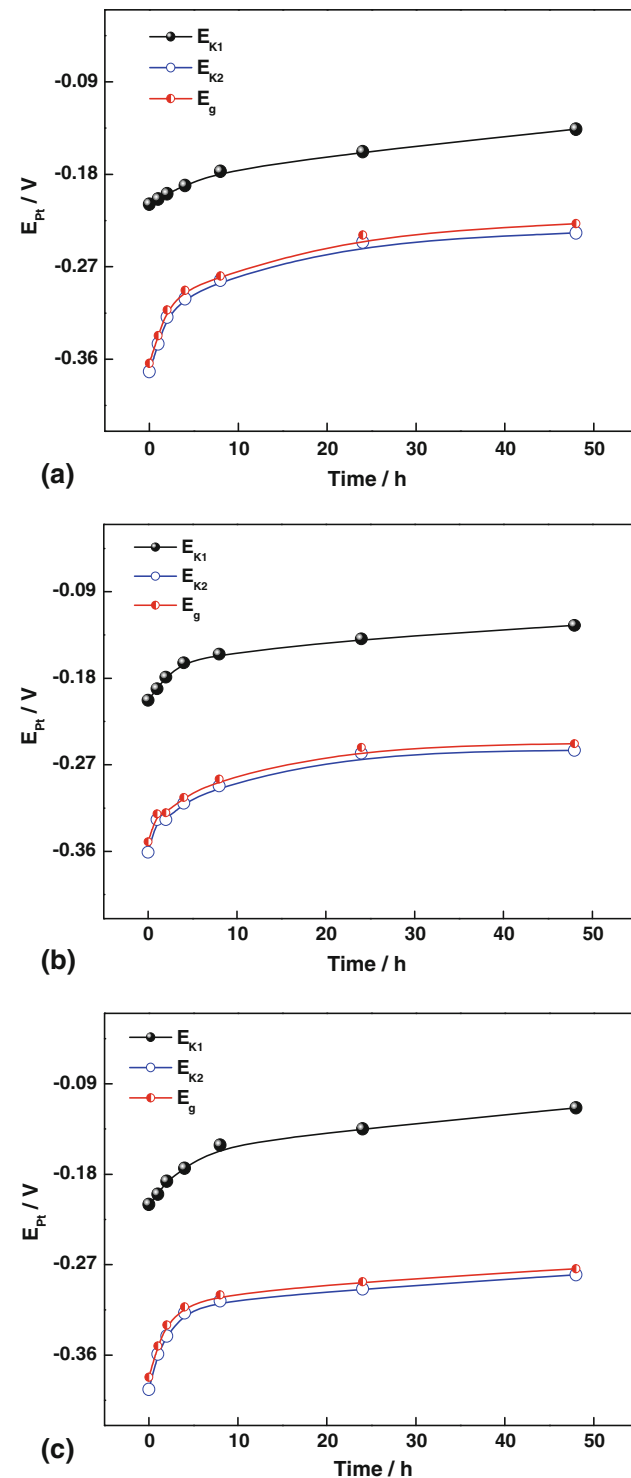 E_K1
E_K2
E_g
-0.09
-0.18
-0.27
-0.36
E_Pt / V
0 10 20 30 40 50
Time / h
(a)
E_K1
E_K2
E_g
-0.09
-0.18
-0.27
-0.36
E_Pt / V
0 10 20 30 40 50
Time / h
(b)
E_K1
E_K2
E_g
-0.09
-0.18
-0.27
-0.36
E_Pt / V
0 10 20 30 40 50
Time / h
(c)